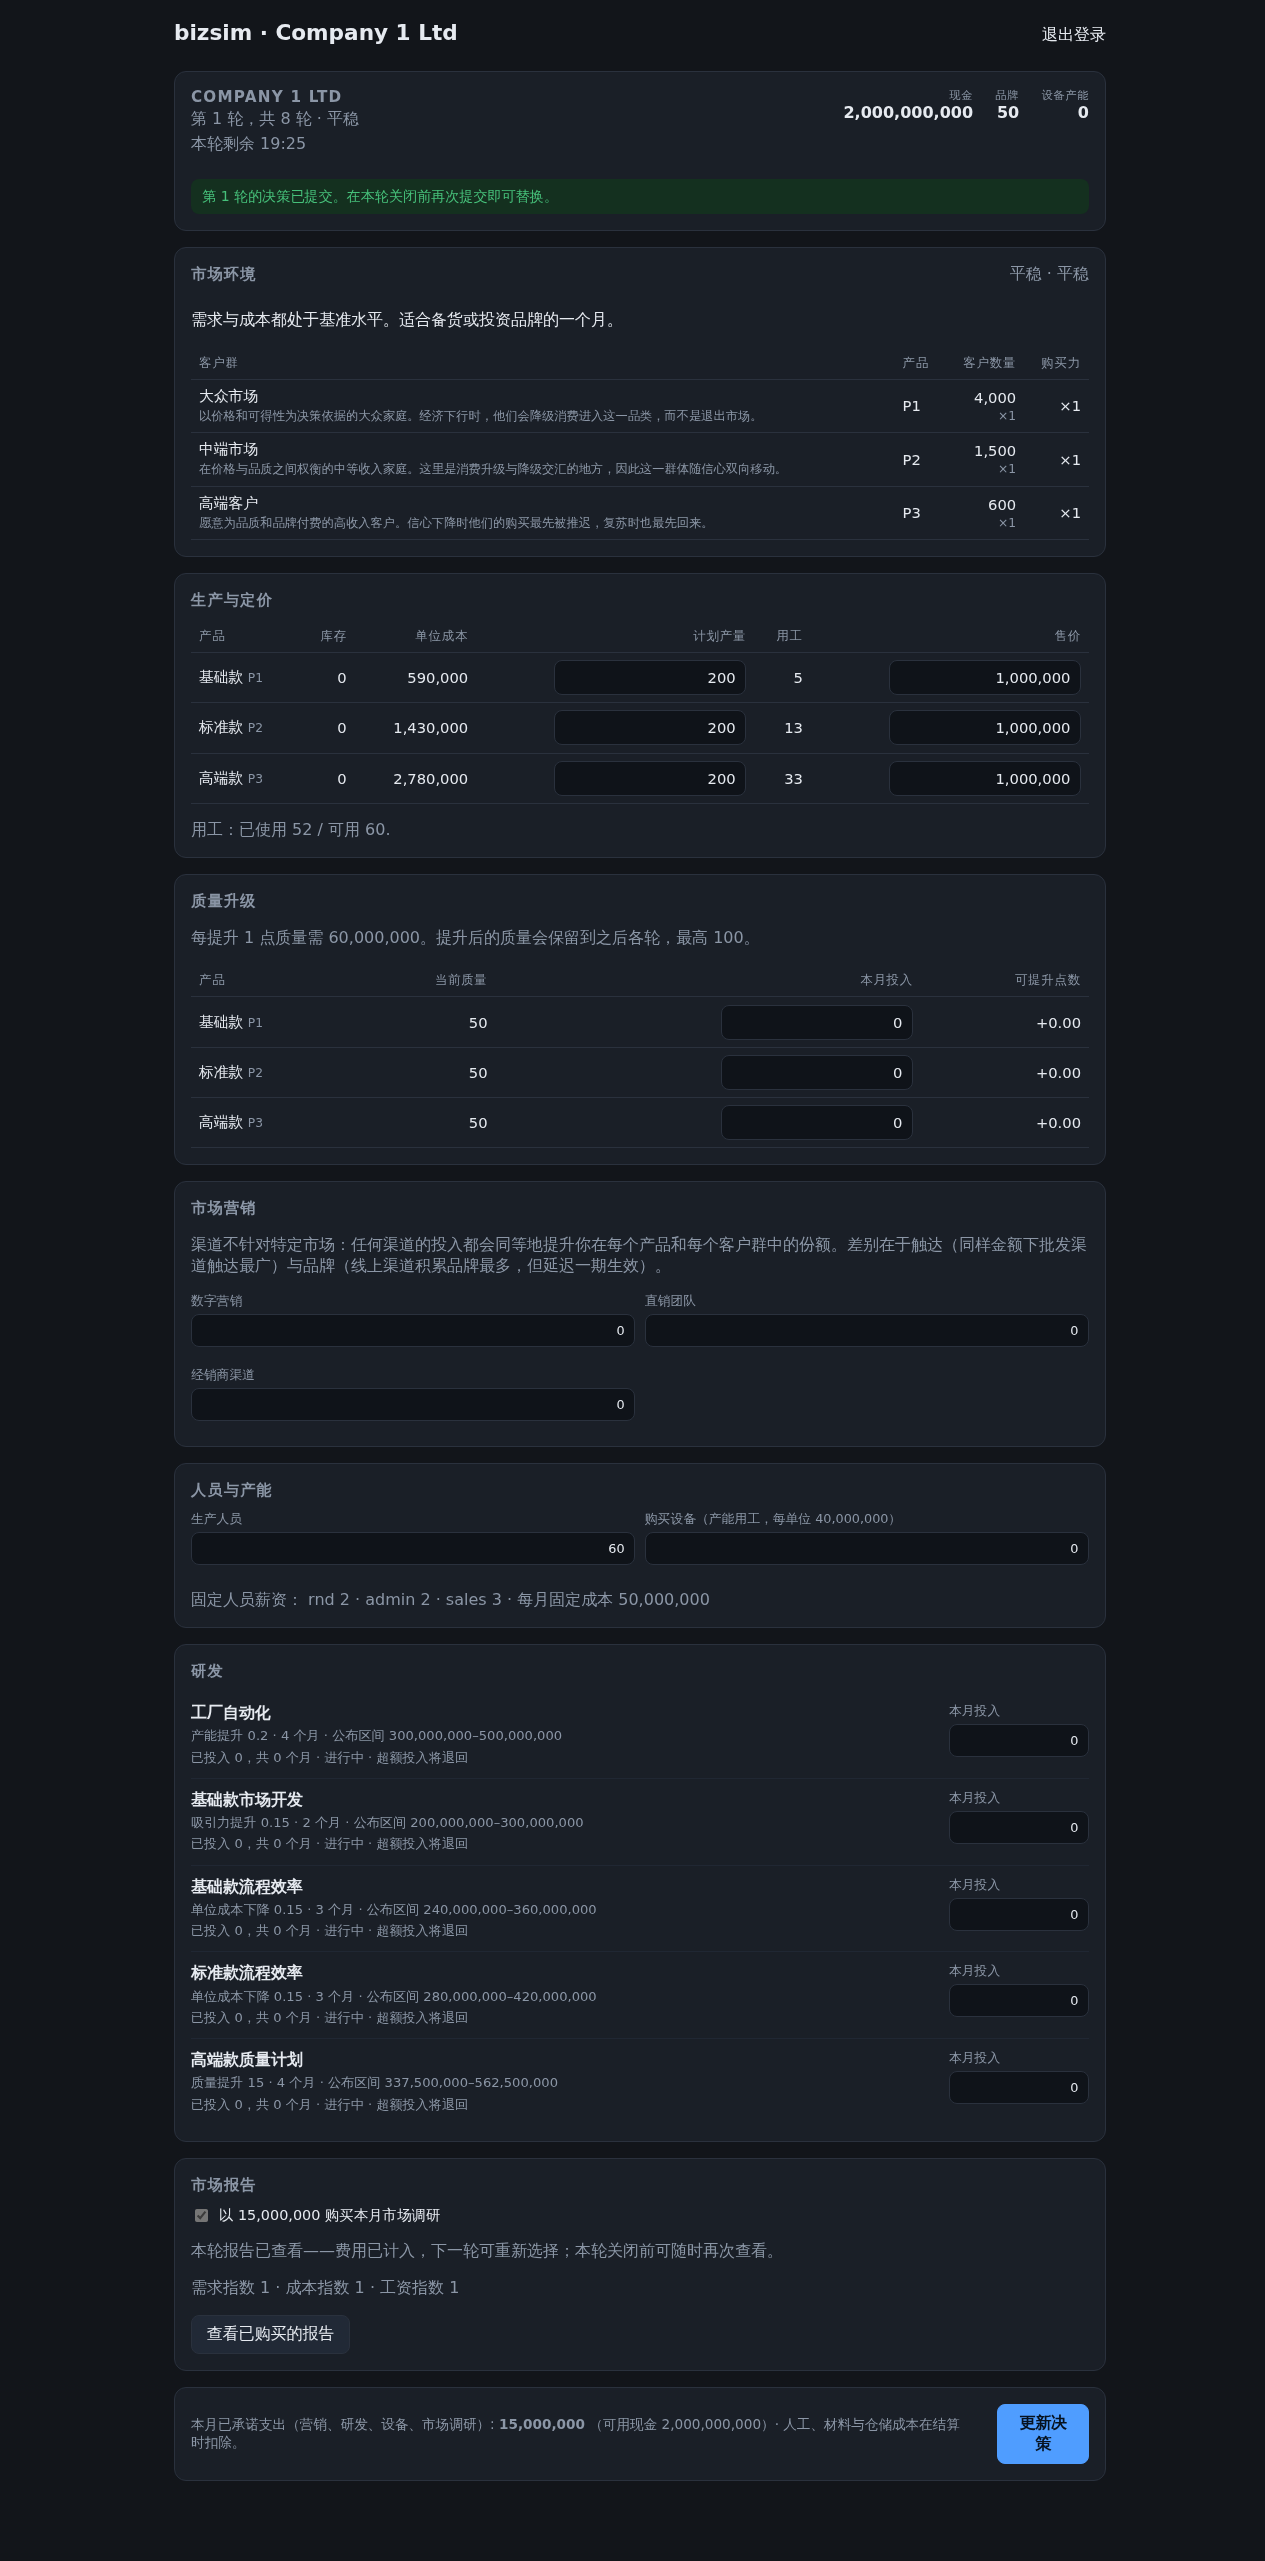 bizsim · Company 1 Ltd
退出登录
COMPANY 1 LTD
第 1 轮，共 8 轮 · 平稳
本轮剩余 19:25
现金 品牌 设备产能
2,000,000,000 50 0
第 1 轮的决策已提交。在本轮关闭前再次提交即可替换。
市场环境
平稳 · 平稳
需求与成本都处于基准水平。适合备货或投资品牌的一个月。
客户群 产品 客户数量 购买力
大众市场
以价格和可得性为决策依据的大众家庭。经济下行时，他们会降级消费进入这一品类，而不是退出市场。
P1 4,000 ×1 ×1
中端市场
在价格与品质之间权衡的中等收入家庭。这里是消费升级与降级交汇的地方，因此这一群体随信心双向移动。
P2 1,500 ×1 ×1
高端客户
愿意为品质和品牌付费的高收入客户。信心下降时他们的购买最先被推迟，复苏时也最先回来。
P3 600 ×1 ×1
生产与定价
产品 库存 单位成本 计划产量 用工 售价
基础款 P1 0 590,000 200 5 1,000,000
标准款 P2 0 1,430,000 200 13 1,000,000
高端款 P3 0 2,780,000 200 33 1,000,000
用工：已使用 52 / 可用 60.
质量升级
每提升 1 点质量需 60,000,000。提升后的质量会保留到之后各轮，最高 100。
产品 当前质量 本月投入 可提升点数
基础款 P1 50 0 +0.00
标准款 P2 50 0 +0.00
高端款 P3 50 0 +0.00
市场营销
渠道不针对特定市场：任何渠道的投入都会同等地提升你在每个产品和每个客户群中的份额。差别在于触达（同样金额下批发渠
道触达最广）与品牌（线上渠道积累品牌最多，但延迟一期生效）。
数字营销 直销团队
0 0
经销商渠道
0
人员与产能
生产人员 购买设备（产能用工，每单位 40,000,000）
60 0
固定人员薪资： rnd 2 · admin 2 · sales 3 · 每月固定成本 50,000,000
研发
工厂自动化
产能提升 0.2 · 4 个月 · 公布区间 300,000,000–500,000,000
已投入 0，共 0 个月 · 进行中 · 超额投入将退回
本月投入
0
基础款市场开发
吸引力提升 0.15 · 2 个月 · 公布区间 200,000,000–300,000,000
已投入 0，共 0 个月 · 进行中 · 超额投入将退回
本月投入
0
基础款流程效率
单位成本下降 0.15 · 3 个月 · 公布区间 240,000,000–360,000,000
已投入 0，共 0 个月 · 进行中 · 超额投入将退回
本月投入
0
标准款流程效率
单位成本下降 0.15 · 3 个月 · 公布区间 280,000,000–420,000,000
已投入 0，共 0 个月 · 进行中 · 超额投入将退回
本月投入
0
高端款质量计划
质量提升 15 · 4 个月 · 公布区间 337,500,000–562,500,000
已投入 0，共 0 个月 · 进行中 · 超额投入将退回
本月投入
0
市场报告
以 15,000,000 购买本月市场调研
本轮报告已查看——费用已计入，下一轮可重新选择；本轮关闭前可随时再次查看。
需求指数 1 · 成本指数 1 · 工资指数 1
查看已购买的报告
本月已承诺支出（营销、研发、设备、市场调研）: 15,000,000 （可用现金 2,000,000,000）· 人工、材料与仓储成本在结算
时扣除。
更新决
策